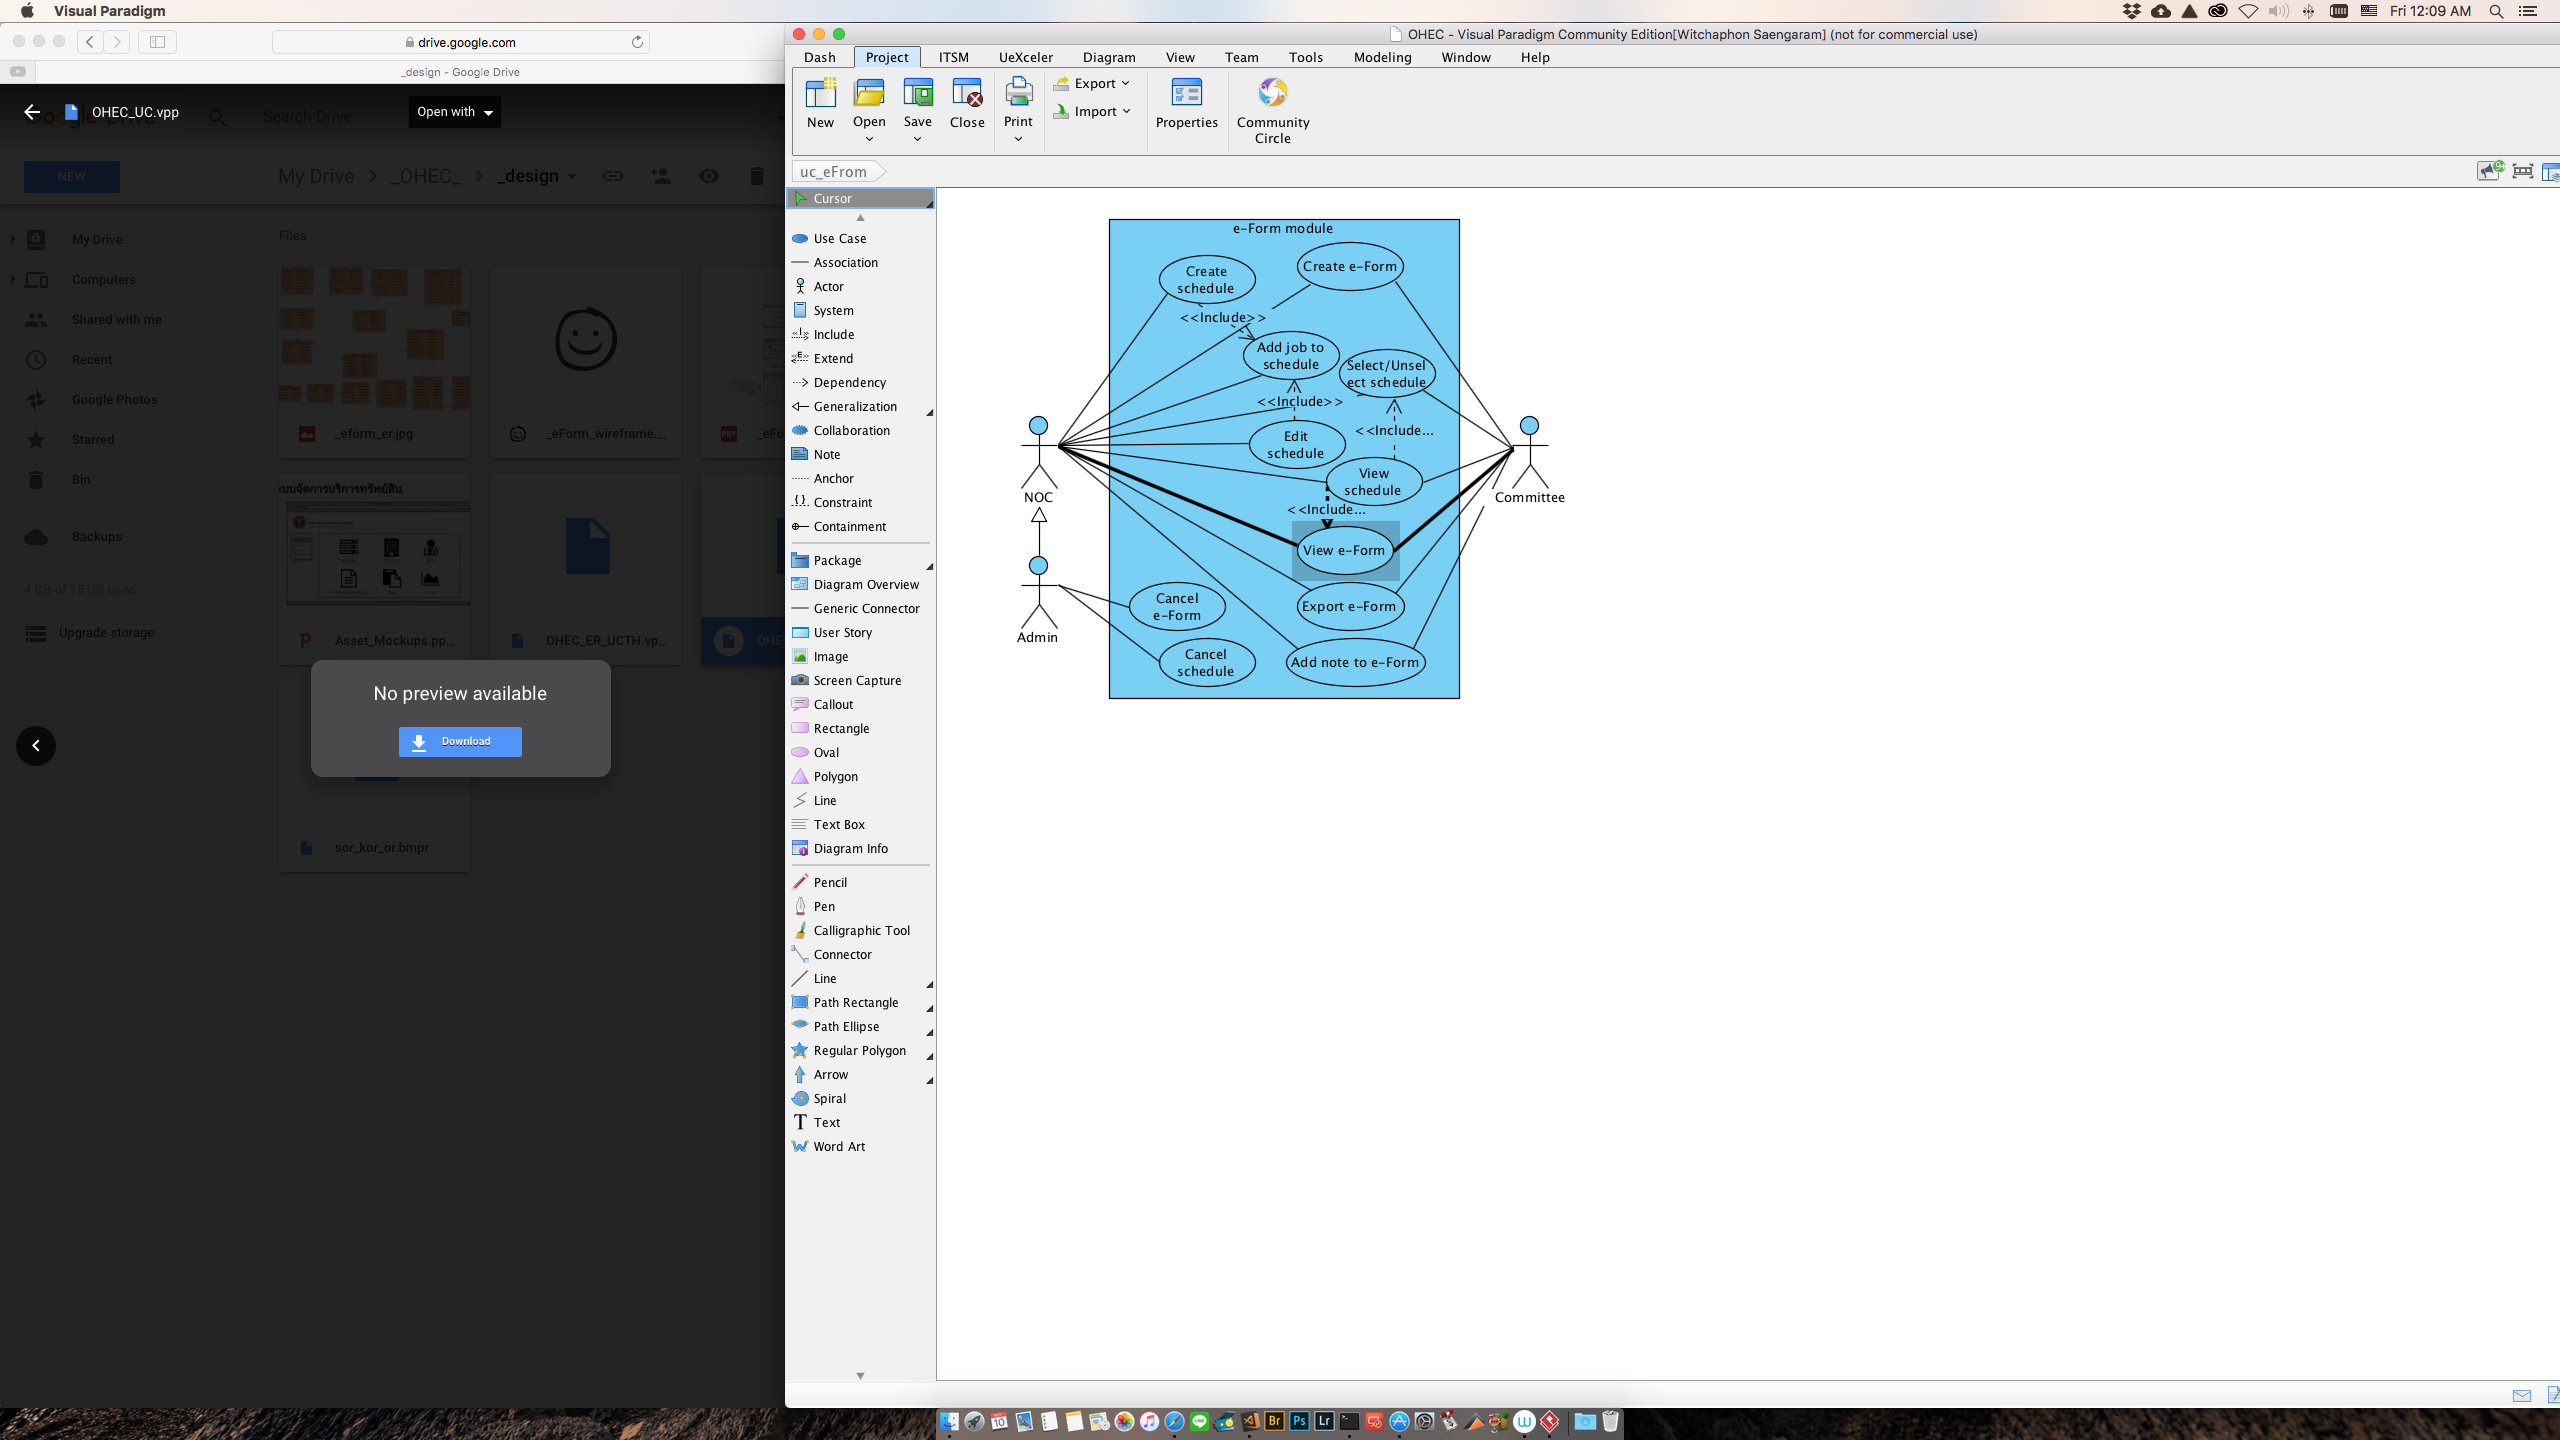 Visual Paradigm
Fri 12:09 AM
drive.google.com
_design - Google Drive
OHEC_UC.vpp
Search Drive
Open with
NEW
My Drive
_OHEC_
_design
My Drive
Computers
Shared with me
Recent
Google Photos
Starred
Bin
Backups
4 GB of 15 GB used
Upgrade storage
Files
_eform_er.jpg
_eForm_wireframe....
PDF
Asset_Mockups.pp...
OHEC_ER_UCTH.vp...
sor_kor_or.bmpr
No preview available
Download
OHEC - Visual Paradigm Community Edition[Witchaphon Saengaram] (not for commercial use)
Dash
Project
ITSM
UeXceler
Diagram
View
Team
Tools
Modeling
Window
Help
New
Open
Save
Close
Print
Export
Import
Properties
Community
Circle
uc_eFrom
Cursor
Use Case
Association
Actor
System
Include
Extend
Dependency
Generalization
Collaboration
Note
Anchor
Constraint
Containment
Package
Diagram Overview
Generic Connector
User Story
Image
Screen Capture
Callout
Rectangle
Oval
Polygon
Line
Text Box
Diagram Info
Pencil
Pen
Calligraphic Tool
Connector
Line
Path Rectangle
Path Ellipse
Regular Polygon
Arrow
Spiral
Text
Word Art
e-Form module
Create
schedule
Create e-Form
<<Include>>
Add job to
schedule
Select/Unsel
ect schedule
<<Include>>
<<Include...
Edit
schedule
View
schedule
<<Include...
View e-Form
Export e-Form
Add note to e-Form
Cancel
e-Form
Cancel
schedule
NOC
Admin
Committee
Br
Ps
Lr